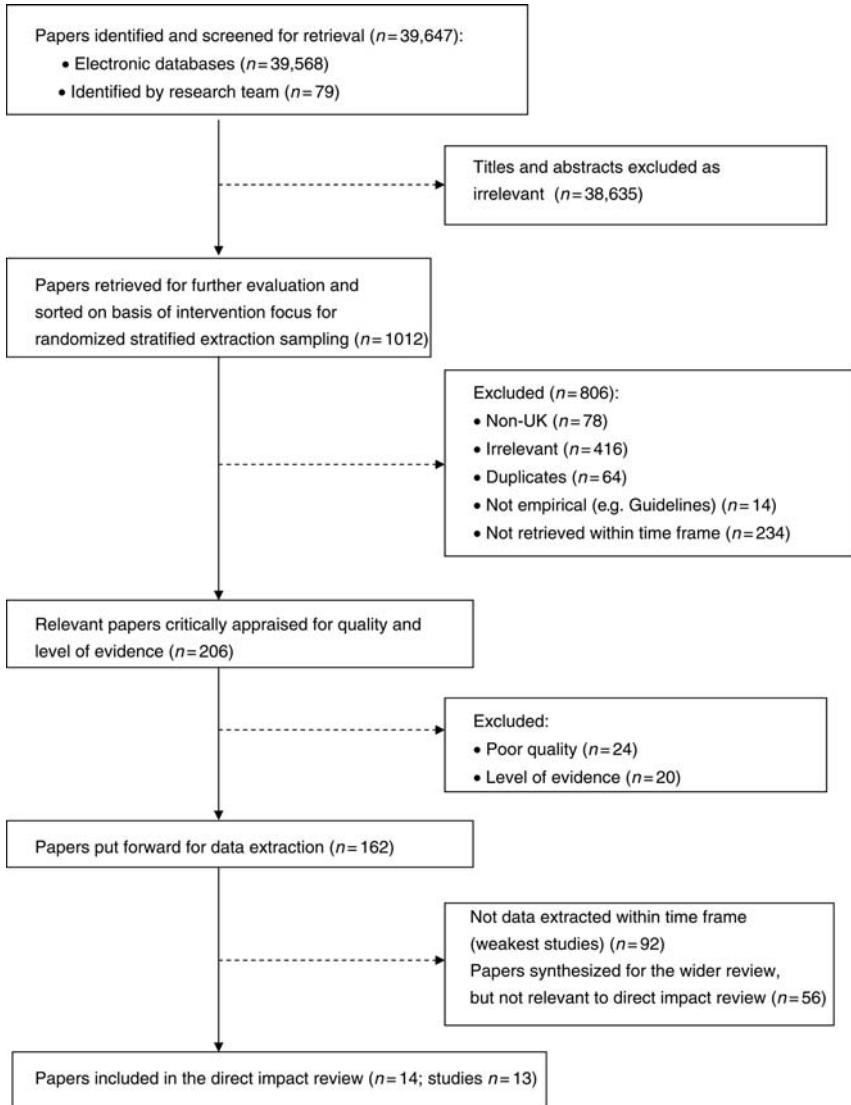 Papers identified and screened for retrieval (n=39,647):
• Electronic databases (n=39,568)
• Identified by research team (n=79)
Titles and abstracts excluded as
irrelevant (n=38,635)
Papers retrieved for further evaluation and
sorted on basis of intervention focus for
randomized stratified extraction sampling (n=1012)
Excluded (n=806):
• Non-UK (n=78)
• Irrelevant (n=416)
• Duplicates (n=64)
• Not empirical (e.g. Guidelines) (n=14)
• Not retrieved within time frame (n=234)
Relevant papers critically appraised for quality and
level of evidence (n=206)
Excluded:
• Poor quality (n=24)
• Level of evidence (n=20)
Papers put forward for data extraction (n=162)
Not data extracted within time frame
(weakest studies) (n=92)
Papers synthesized for the wider review,
but not relevant to direct impact review (n=56)
Papers included in the direct impact review (n=14; studies n=13)